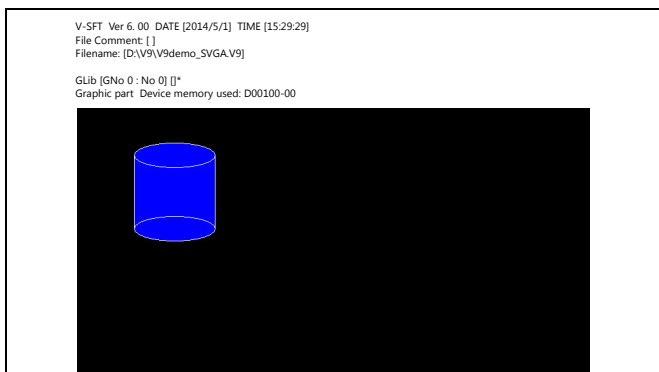 V-SFT Ver 6. 00 DATE [2014/5/1] TIME [15:29:29]
File Comment: [ ]
Filename: [D:\V9\V9demo_SVGA.V9]
GLib [GNo 0 : No 0] []*
Graphic part Device memory used: D00100-00